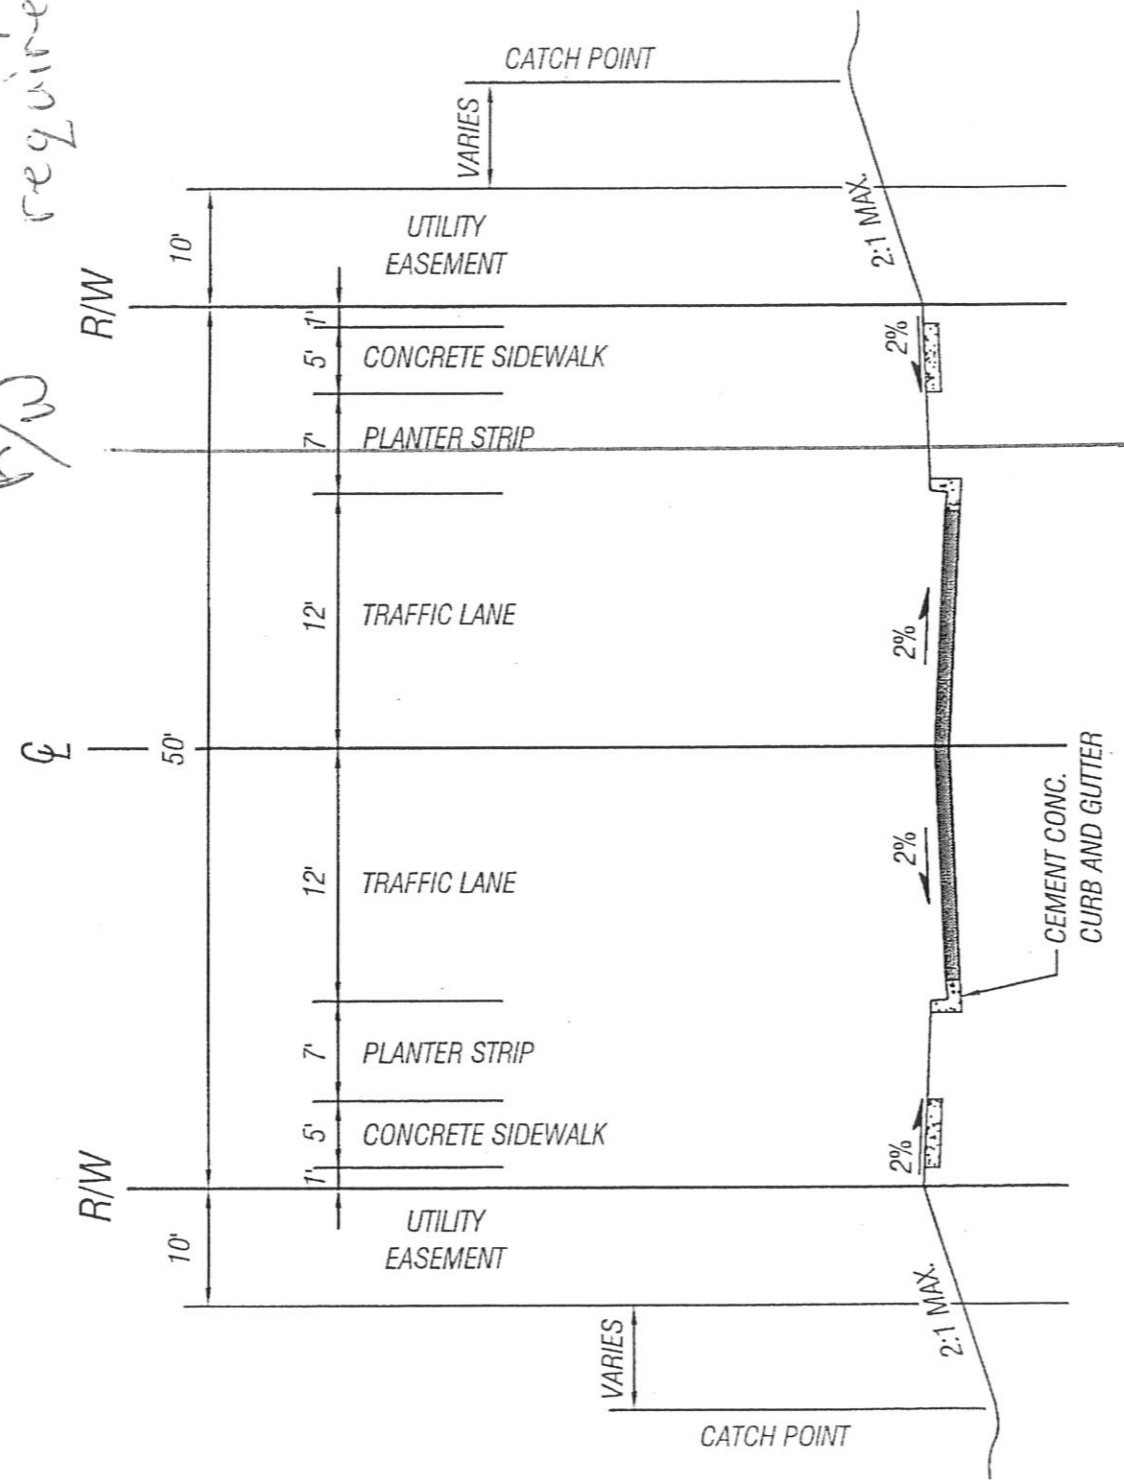 require
R/W
R/W
℄
R/W
10'
50'
10'
1'
5'
7'
12'
12'
7'
5'
1'
CATCH POINT
VARIES
UTILITY
EASEMENT
CONCRETE SIDEWALK
PLANTER STRIP
TRAFFIC LANE
TRAFFIC LANE
PLANTER STRIP
CONCRETE SIDEWALK
UTILITY
EASEMENT
VARIES
CATCH POINT
2:1 MAX.
2%
2%
2%
2%
2:1 MAX.
CEMENT CONC.
CURB AND GUTTER